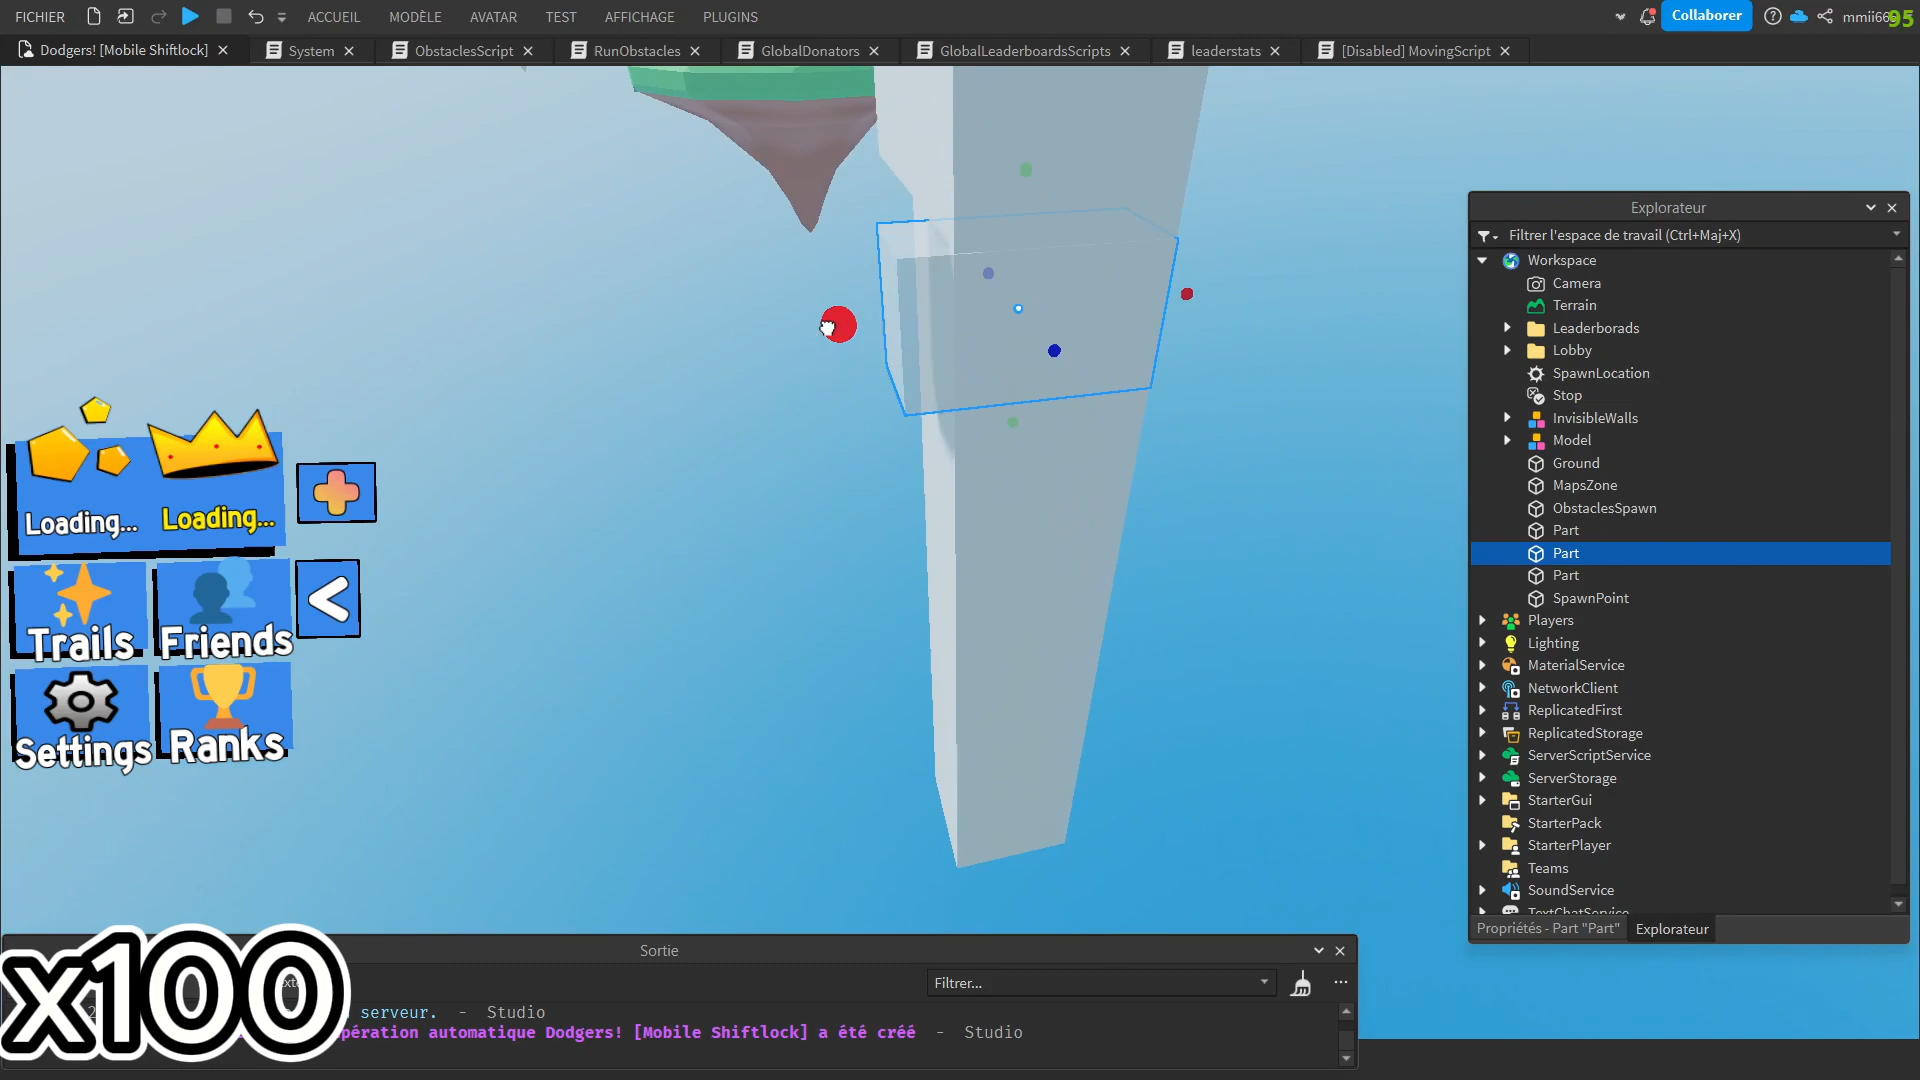 FICHIER
ACCUEIL
MODÈLE
AVATAR
TEST
AFFICHAGE
PLUGINS
Collaborer
95
Dodgers! [Mobile Shiftlock]
System
ObstaclesScript
RunObstacles
GlobalDonators
GlobalLeaderboardsScripts
leaderstats
[Disabled] MovingScript
Explorateur
Filtrer l'espace de travail (Ctrl+Maj+X)
Workspace
Camera
Terrain
Leaderborads
Lobby
SpawnLocation
Stop
InvisibleWalls
Model
Ground
MapsZone
ObstaclesSpawn
Part
Part
Part
SpawnPoint
Players
Lighting
MaterialService
NetworkClient
ReplicatedFirst
ReplicatedStorage
ServerScriptService
ServerStorage
StarterGui
StarterPack
StarterPlayer
Teams
SoundService
TextChatService
Propriétés - Part "Part"
Explorateur
Loading...
Loading...
Trails
Friends
<
Settings
Ranks
Sortie
Filtrer...
serveur. - Studio
pération automatique Dodgers! [Mobile Shiftlock] a été créé - Studio
x100